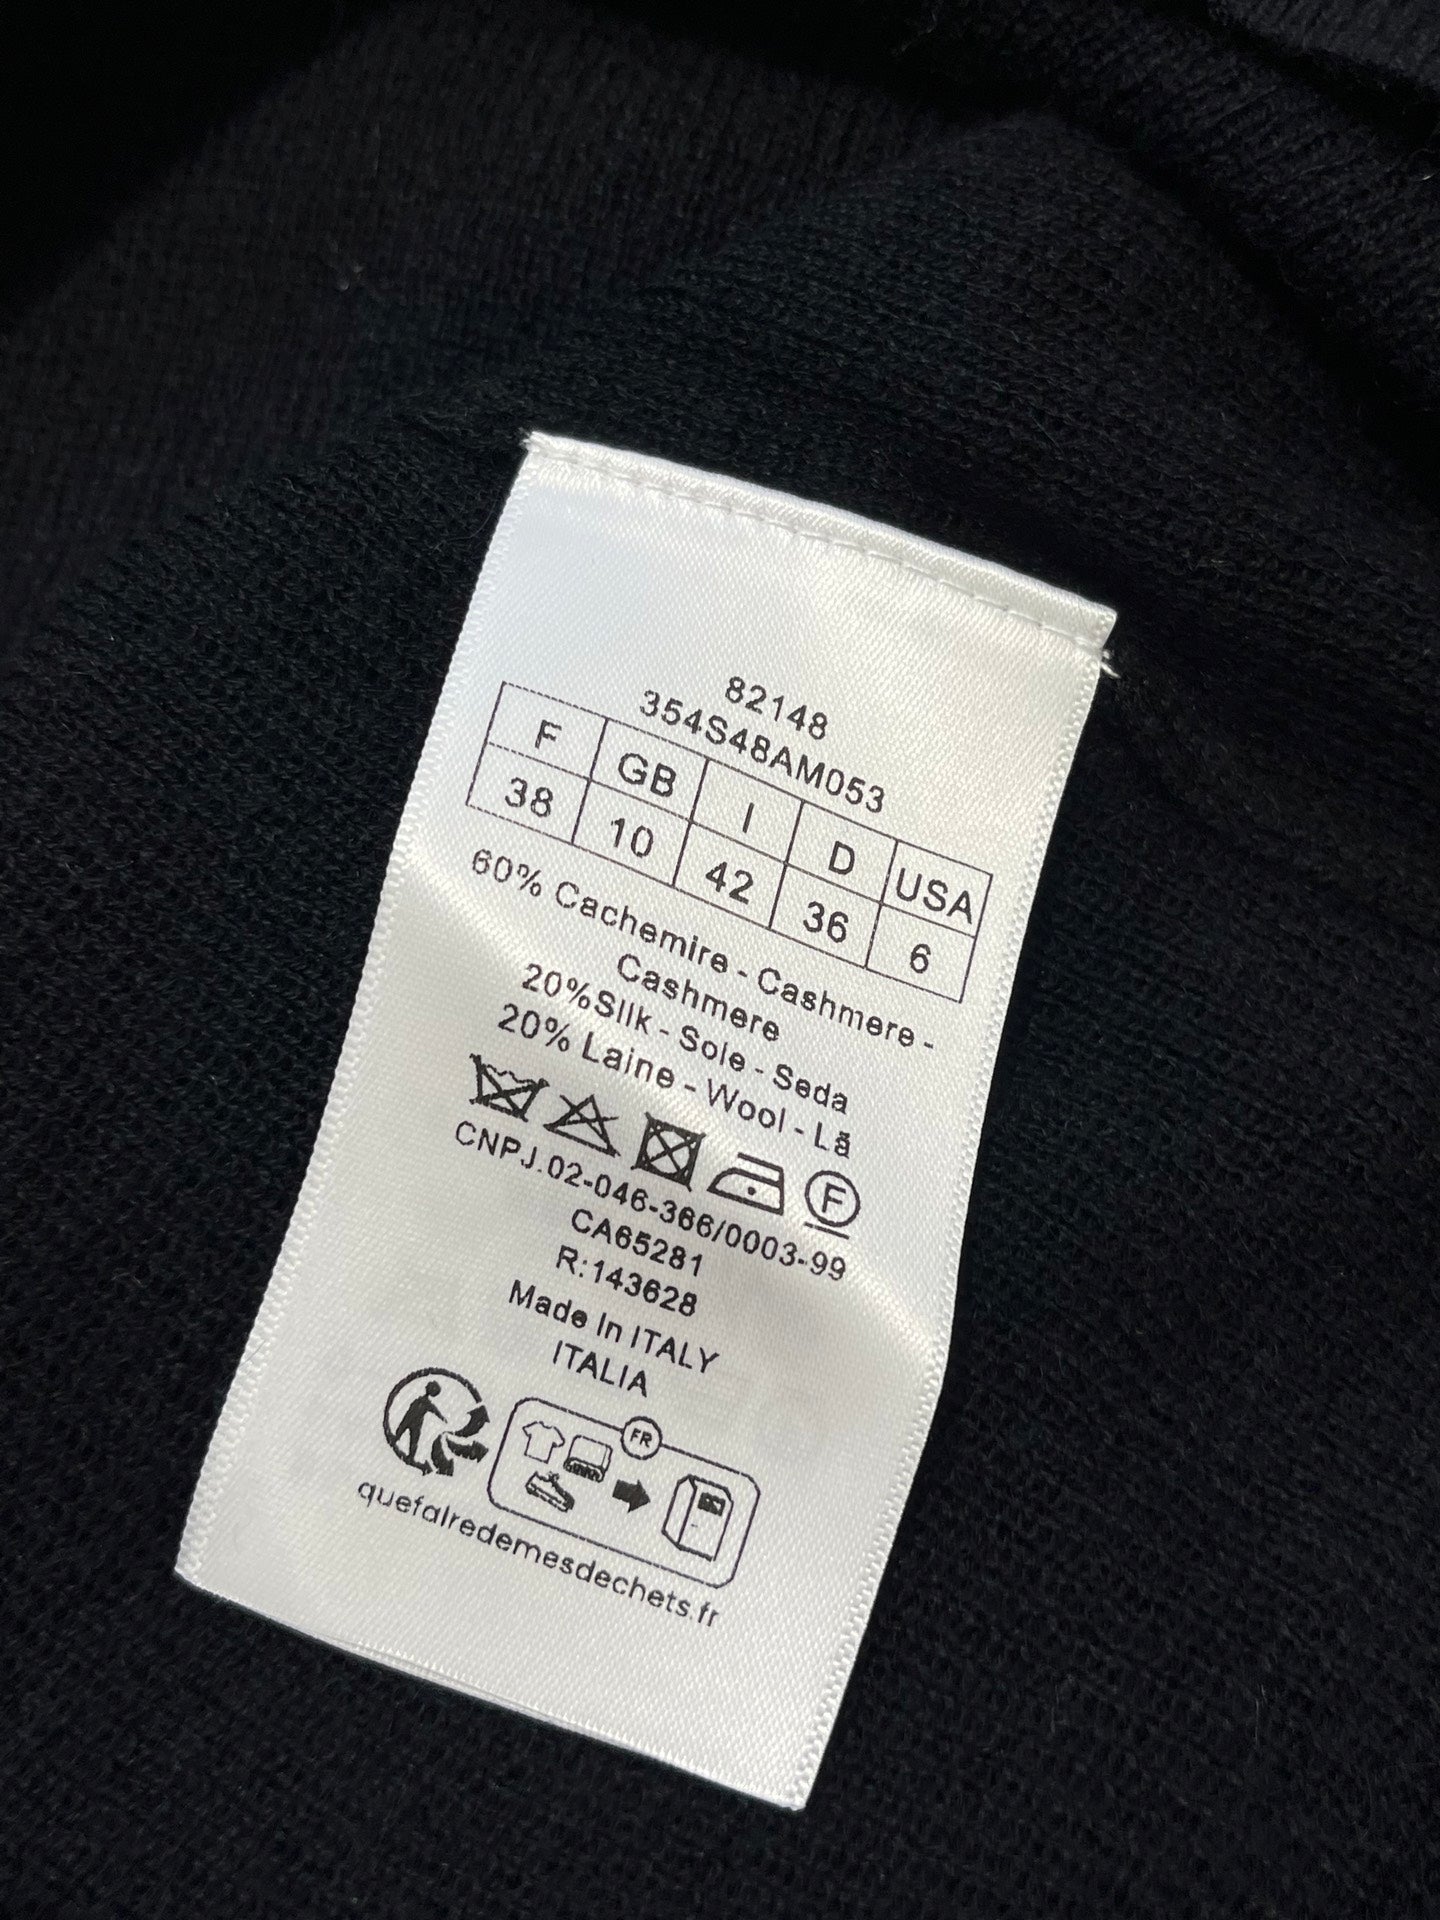 82148
354S48AM053
F GB I D USA
38 10 42 36 6
60% Cachemire - Cashmere -
Cashmere
20%Silk - Sole - Seda
20% Laine - Wool - Lã
F
CNPJ.02-046-366/0003-99
CA65281
R:143628
Made In ITALY
ITALIA
FR
quefairedemesdechets.fr